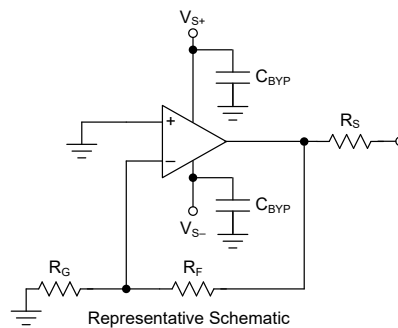 VS+
CBYP
RS
+
−
CBYP
VS−
RG
RF
Representative Schematic